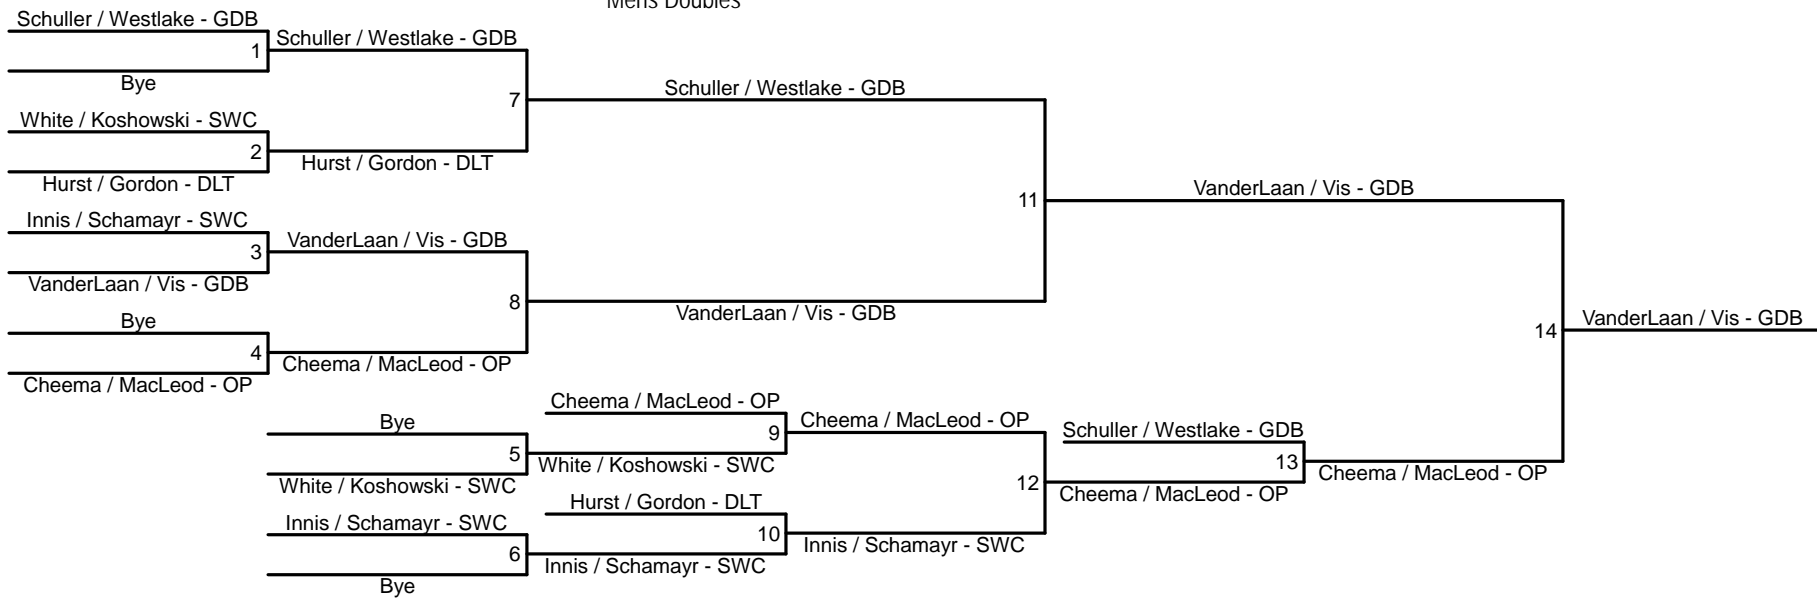 Mens Doubles
Schuller / Westlake - GDB
1
Bye
Schuller / Westlake - GDB
White / Koshowski - SWC
2
Hurst / Gordon - DLT
7
Hurst / Gordon - DLT
Schuller / Westlake - GDB
Innis / Schamayr - SWC
3
VanderLaan / Vis - GDB
VanderLaan / Vis - GDB
Bye
4
Cheema / MacLeod - OP
8
Cheema / MacLeod - OP
VanderLaan / Vis - GDB
11
VanderLaan / Vis - GDB
Bye
5
White / Koshowski - SWC
Innis / Schamayr - SWC
6
Bye
Cheema / MacLeod - OP
9
White / Koshowski - SWC
Hurst / Gordon - DLT
10
Innis / Schamayr - SWC
Cheema / MacLeod - OP
12
Innis / Schamayr - SWC
Schuller / Westlake - GDB
13
Cheema / MacLeod - OP
Cheema / MacLeod - OP
14
VanderLaan / Vis - GDB